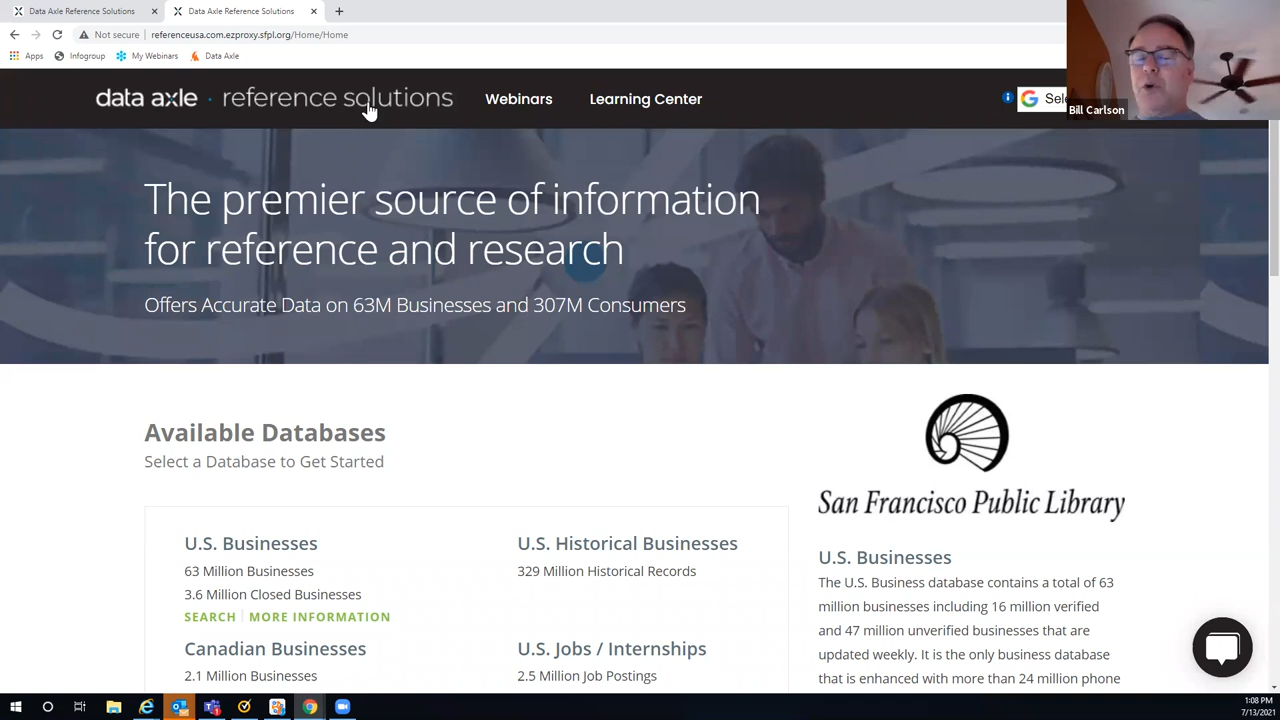 Data Axle Reference Solutions
Data Axle Reference Solutions
Not secure
referenceusa.com.ezproxy.sfpl.org/Home/Home
Apps
Infogroup
My Webinars
Data Axle
data axle · reference solutions
Webinars
Learning Center
Bill Carlson
The premier source of information
for reference and research
Offers Accurate Data on 63M Businesses and 307M Consumers
Available Databases
Select a Database to Get Started
San Francisco Public Library
U.S. Businesses
63 Million Businesses
3.6 Million Closed Businesses
SEARCH | MORE INFORMATION
U.S. Historical Businesses
329 Million Historical Records
Canadian Businesses
2.1 Million Businesses
U.S. Jobs / Internships
2.5 Million Job Postings
U.S. Businesses
The U.S. Business database contains a total of 63
million businesses including 16 million verified
and 47 million unverified businesses that are
updated weekly. It is the only business database
that is enhanced with more than 24 million phone
1:08 PM
7/13/2021